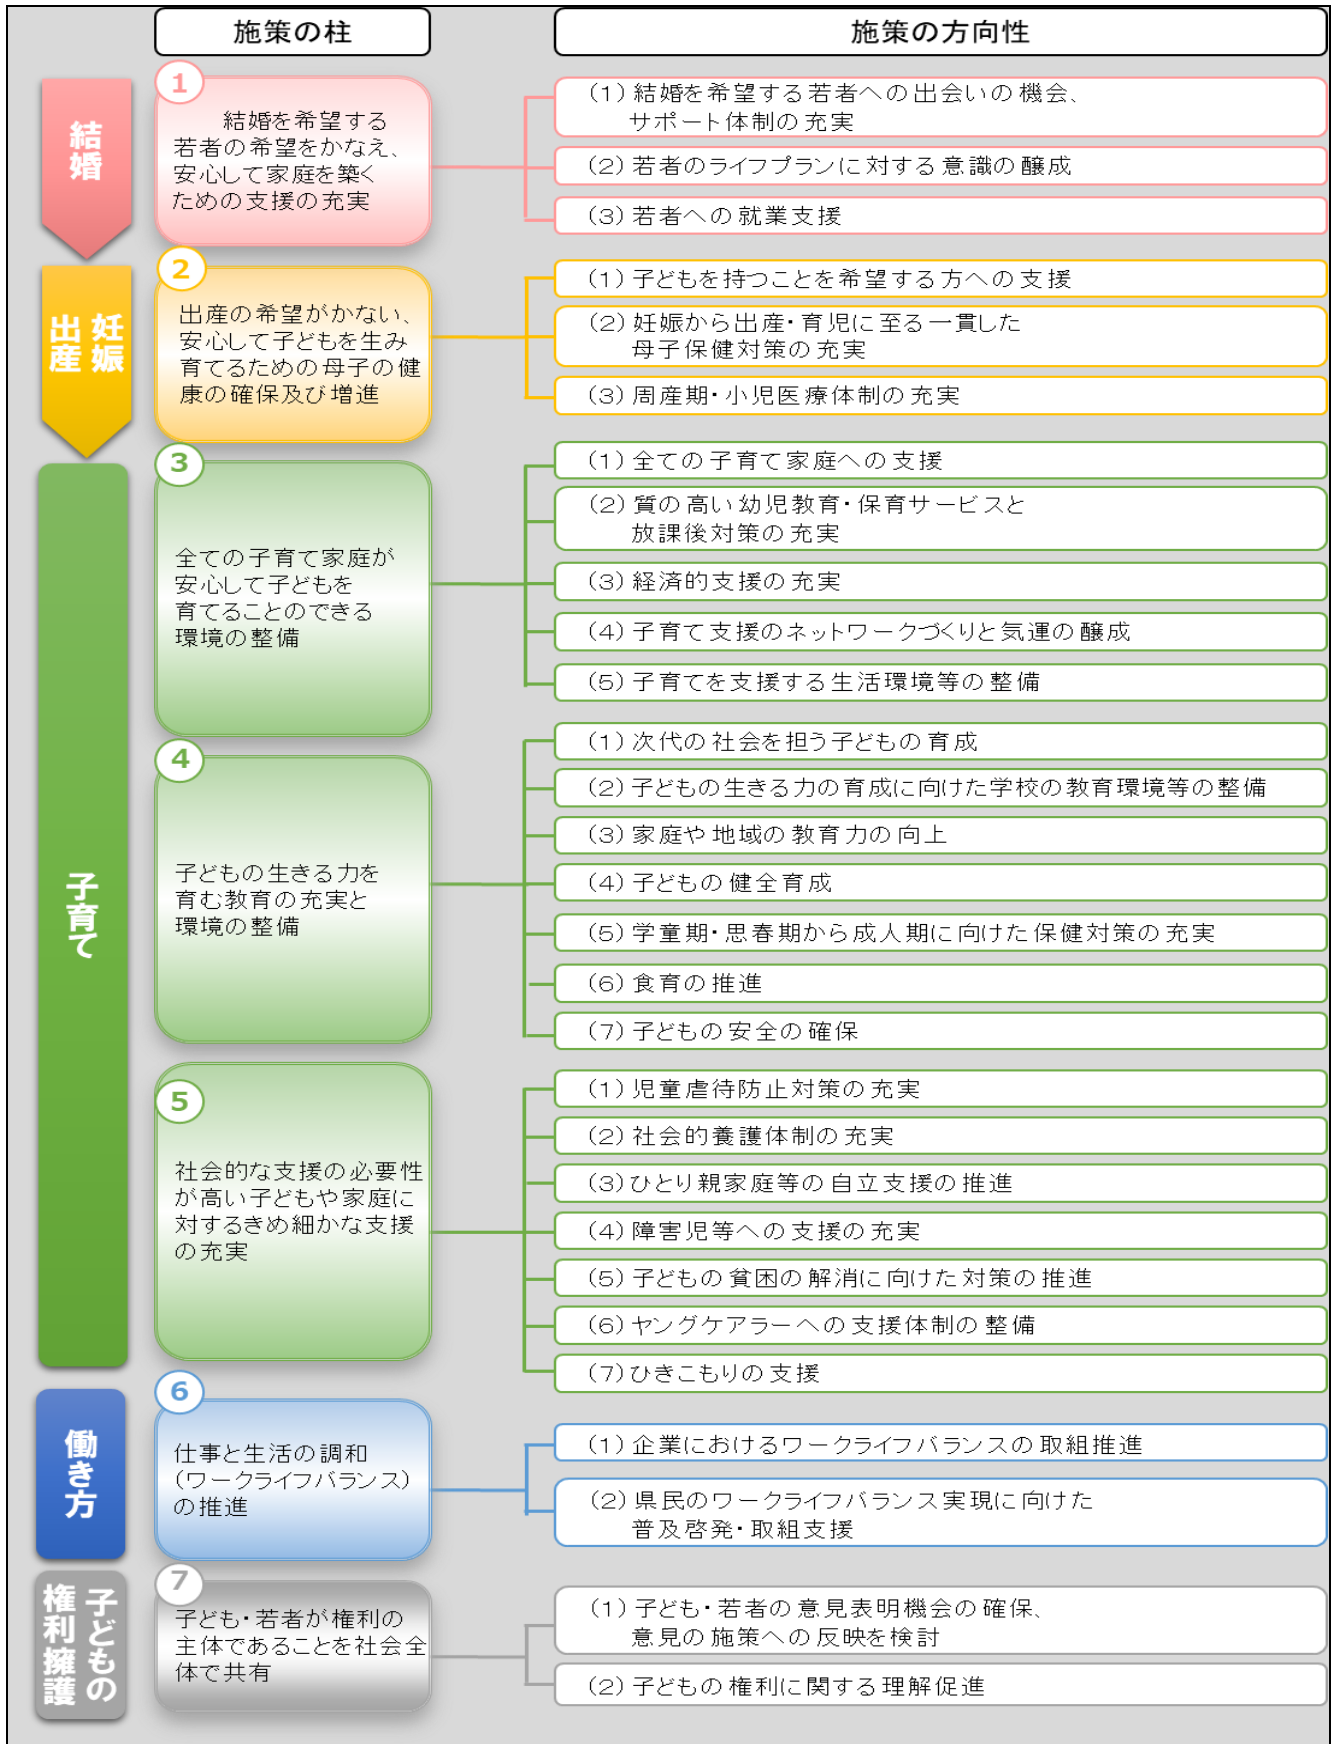 施策の柱
施策の方向性
結婚
1
結婚を希望する
若者の希望をかなえ、
安心して家庭を築く
ための支援の充実
(1)結婚を希望する若者への出会いの機会、
サポート体制の充実
(2)若者のライフプランに対する意識の醸成
(3)若者への就業支援
妊娠
出産
2
出産の希望がかない、
安心して子どもを生み
育てるための母子の健
康の確保及び増進
(1)子どもを持つことを希望する方への支援
(2)妊娠から出産・育児に至る一貫した
母子保健対策の充実
(3)周産期・小児医療体制の充実
子育て
3
全ての子育て家庭が
安心して子どもを
育てることのできる
環境の整備
(1)全ての子育て家庭への支援
(2)質の高い幼児教育・保育サービスと
放課後対策の充実
(3)経済的支援の充実
(4)子育て支援のネットワークづくりと気運の醸成
(5)子育てを支援する生活環境等の整備
4
子どもの生きる力を
育む教育の充実と
環境の整備
(1)次代の社会を担う子どもの育成
(2)子どもの生きる力の育成に向けた学校の教育環境等の整備
(3)家庭や地域の教育力の向上
(4)子どもの健全育成
(5)学童期・思春期から成人期に向けた保健対策の充実
(6)食育の推進
(7)子どもの安全の確保
5
社会的な支援の必要性
が高い子どもや家庭に
対するきめ細かな支援
の充実
(1)児童虐待防止対策の充実
(2)社会的養護体制の充実
(3)ひとり親家庭等の自立支援の推進
(4)障害児等への支援の充実
(5)子どもの貧困の解消に向けた対策の推進
(6)ヤングケアラーへの支援体制の整備
(7)ひきこもりの支援
働き方
6
仕事と生活の調和
(ワークライフバランス)
の推進
(1)企業におけるワークライフバランスの取組推進
(2)県民のワークライフバランス実現に向けた
普及啓発・取組支援
子どもの
権利擁護
7
子ども・若者が権利の
主体であることを社会全
体で共有
(1)子ども・若者の意見表明機会の確保、
意見の施策への反映を検討
(2)子どもの権利に関する理解促進